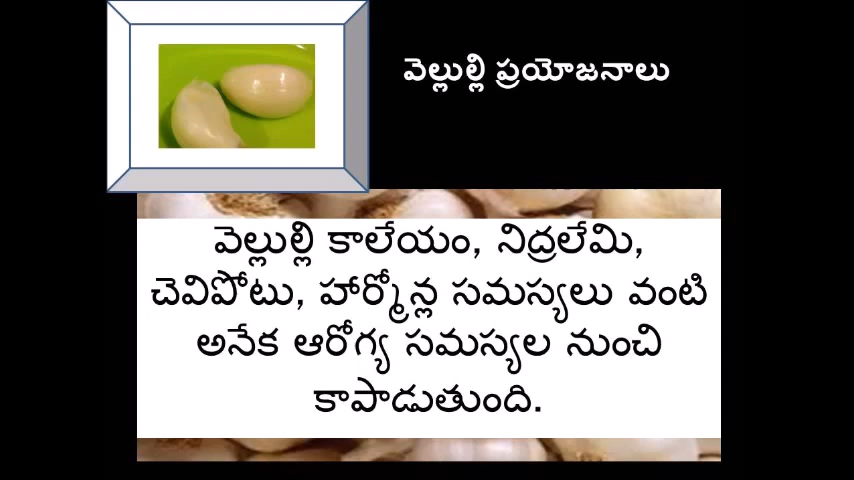 వెల్లుల్లి ప్రయోజనాలు
వెల్లుల్లి కాలేయం, నిద్రలేమి,
చెవిపోటు, హార్మోన్ల సమస్యలు వంటి
అనేక ఆరోగ్య సమస్యల నుంచి
కాపాడుతుంది.